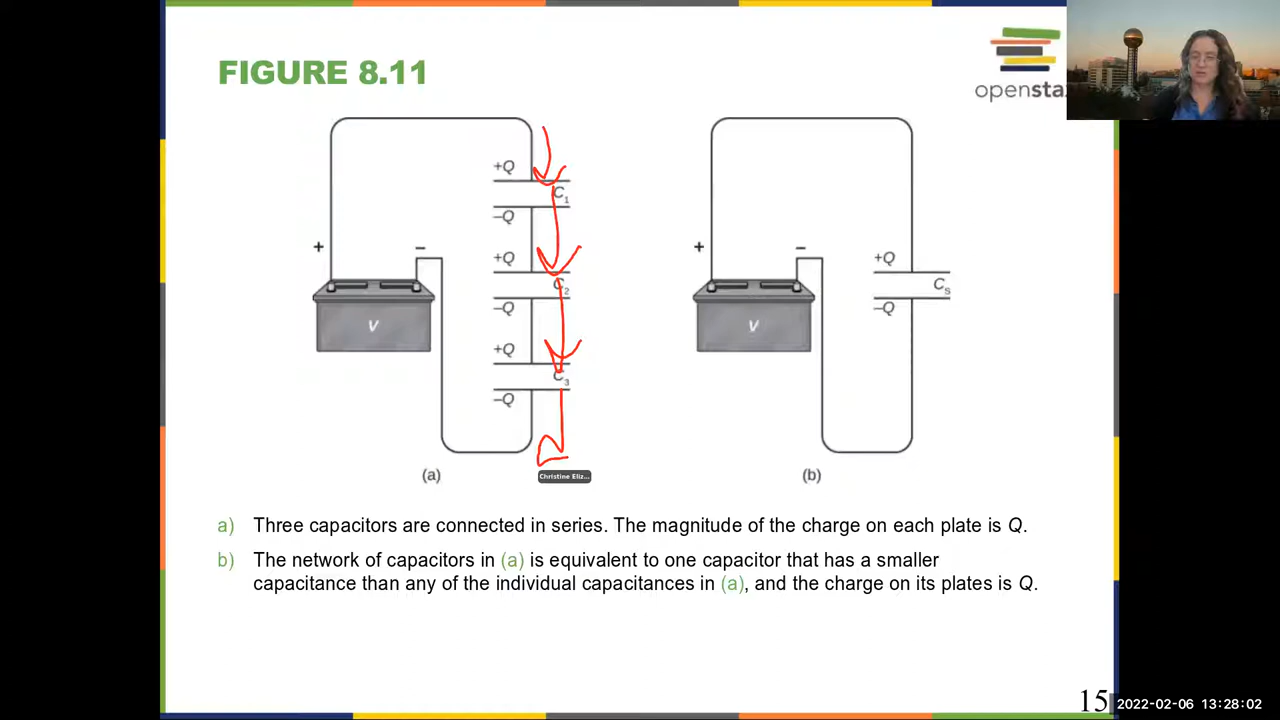 FIGURE 8.11
opensta
+Q
C1
–Q
+Q
C2
–Q
+Q
C3
–Q
+
–
V
(a)
Christine Eliz...
+
–
V
+Q
Cs
–Q
(b)
a) Three capacitors are connected in series. The magnitude of the charge on each plate is Q.
b) The network of capacitors in (a) is equivalent to one capacitor that has a smaller
capacitance than any of the individual capacitances in (a), and the charge on its plates is Q.
15
2022-02-06 13:28:02